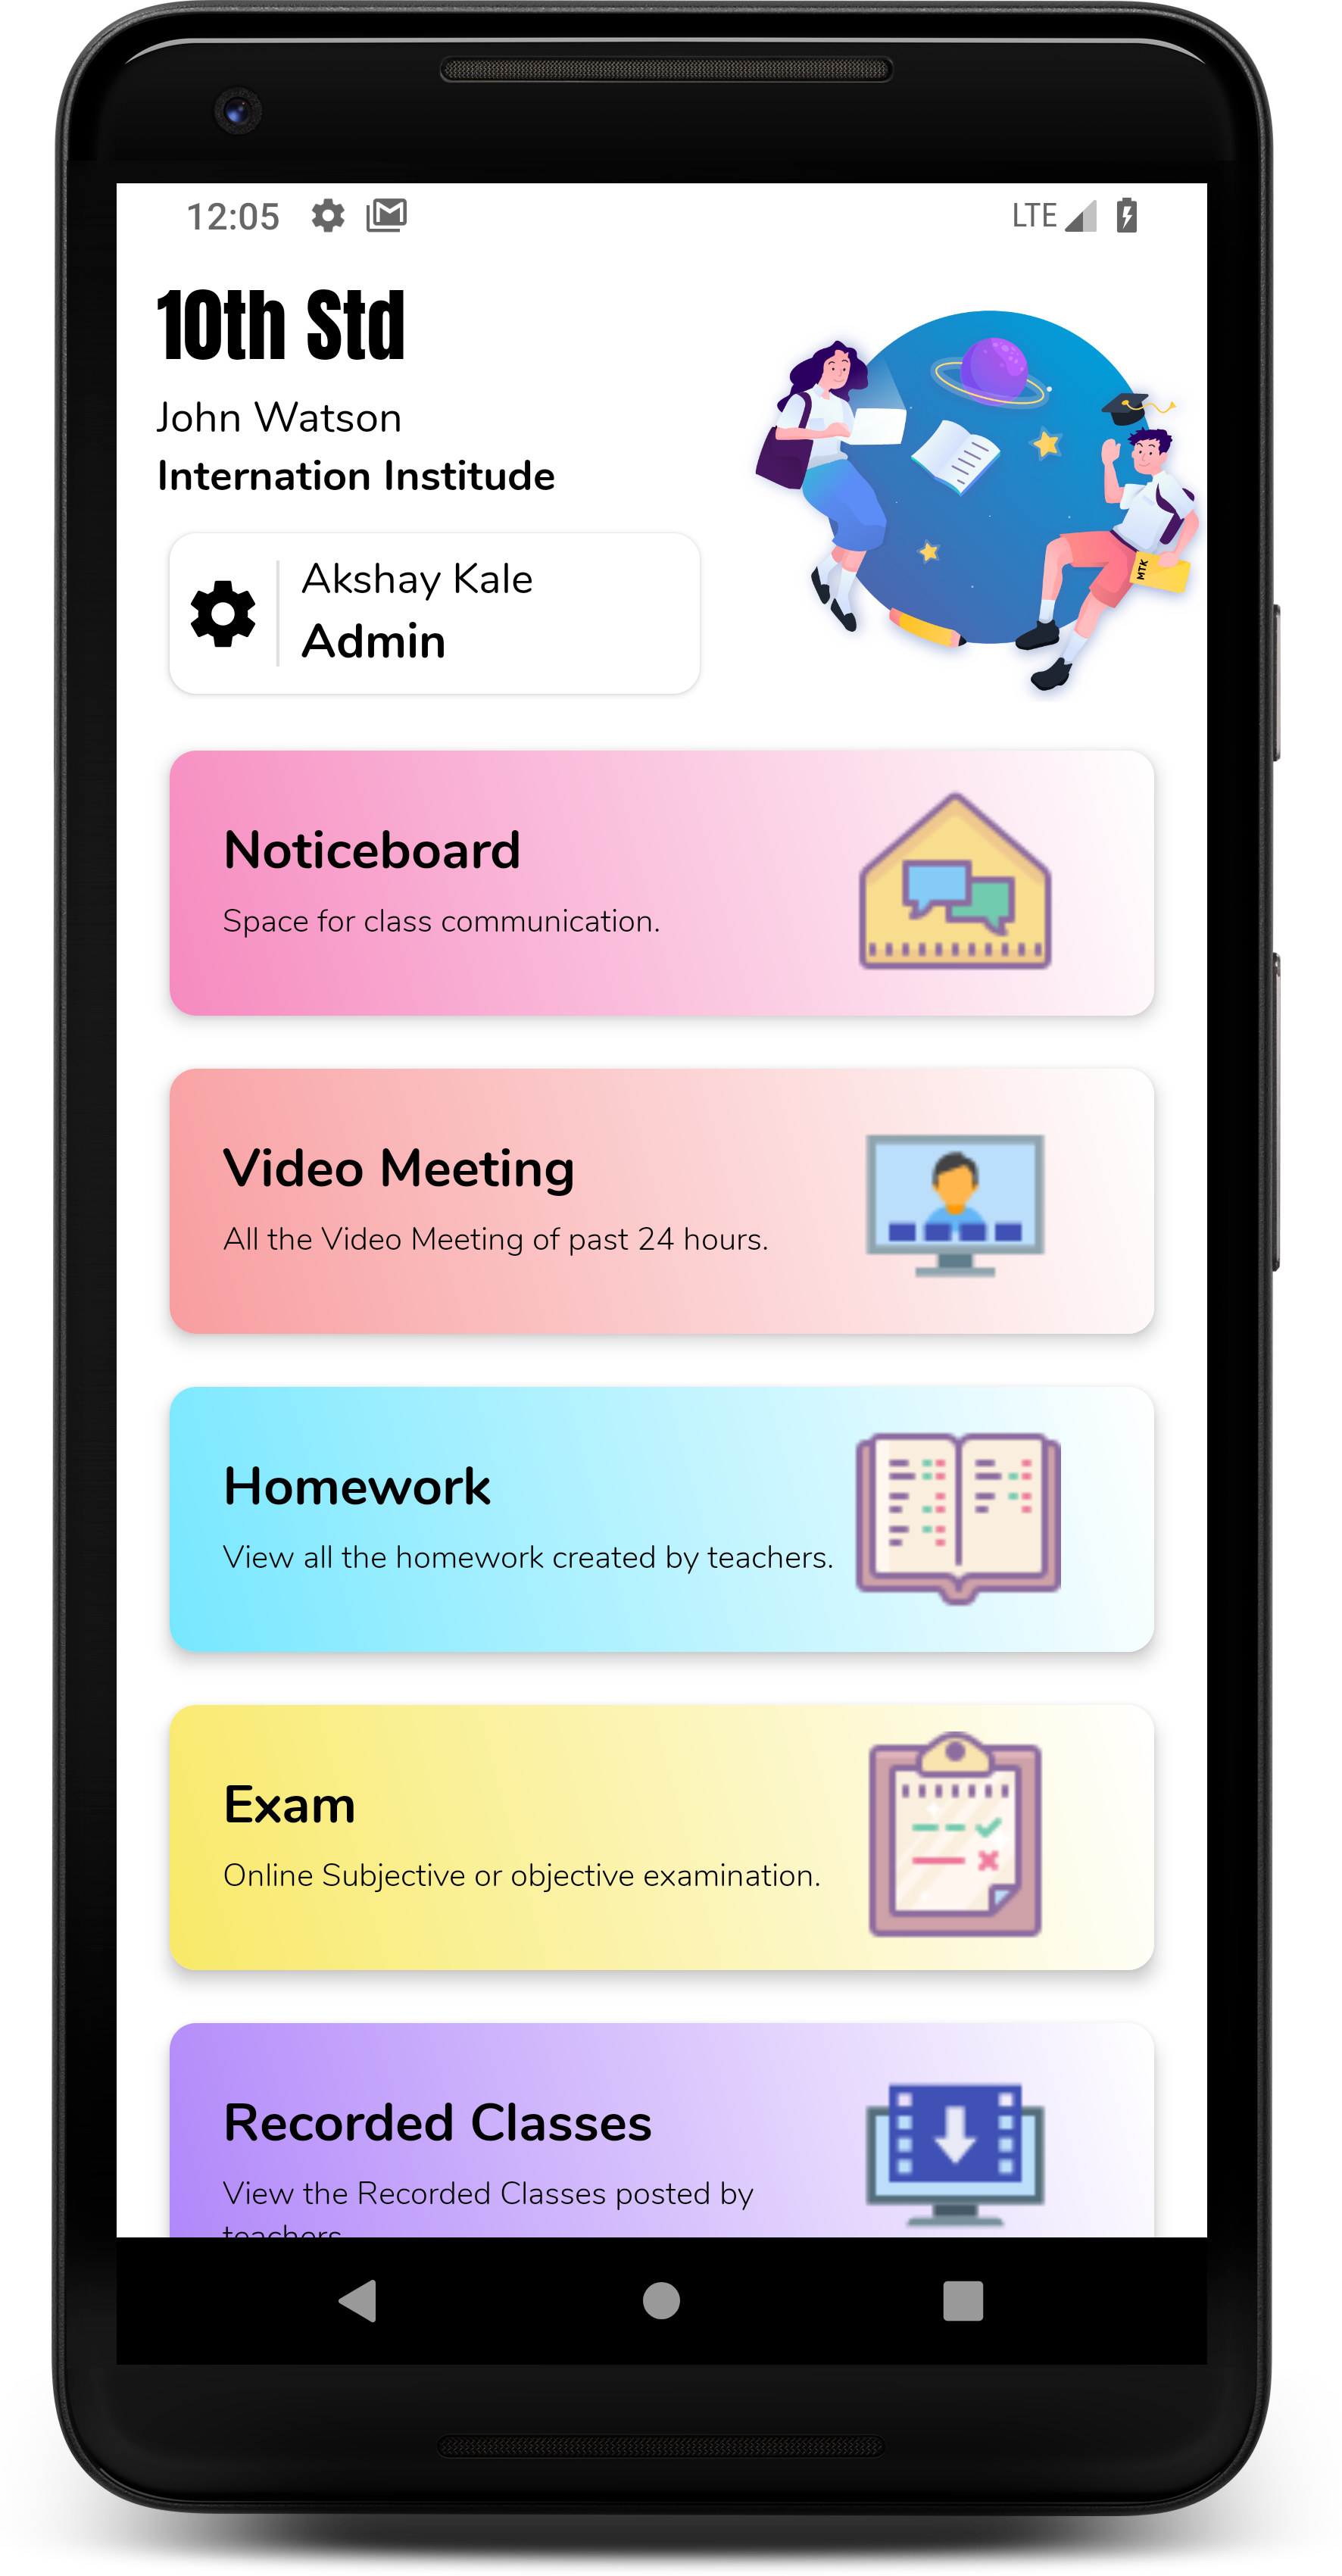 12:05
LTE
10th Std
John Watson
Internation Institude
Akshay Kale
Admin
MTK
Noticeboard
Space for class communication.
Video Meeting
All the Video Meeting of past 24 hours.
Homework
View all the homework created by teachers.
Exam
Online Subjective or objective examination.
Recorded Classes
View the Recorded Classes posted by
teachers.